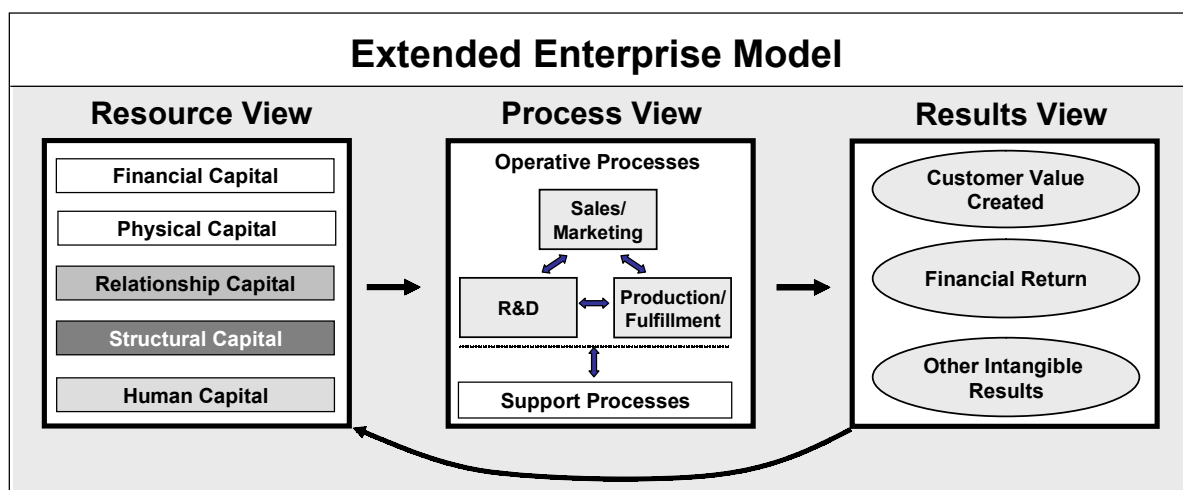 Extended Enterprise Model
Resource View
Financial Capital
Physical Capital
Relationship Capital
Structural Capital
Human Capital
Process View
Operative Processes
Sales/
Marketing
R&D
Production/
Fulfillment
Support Processes
Results View
Customer Value
Created
Financial Return
Other Intangible
Results